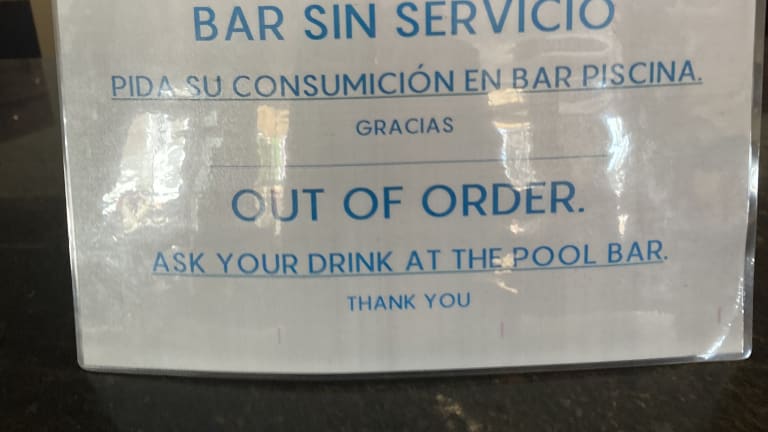 BAR SIN SERVICIO
PIDA SU CONSUMICIÓN EN BAR PISCINA.
GRACIAS
OUT OF ORDER.
ASK YOUR DRINK AT THE POOL BAR.
THANK YOU